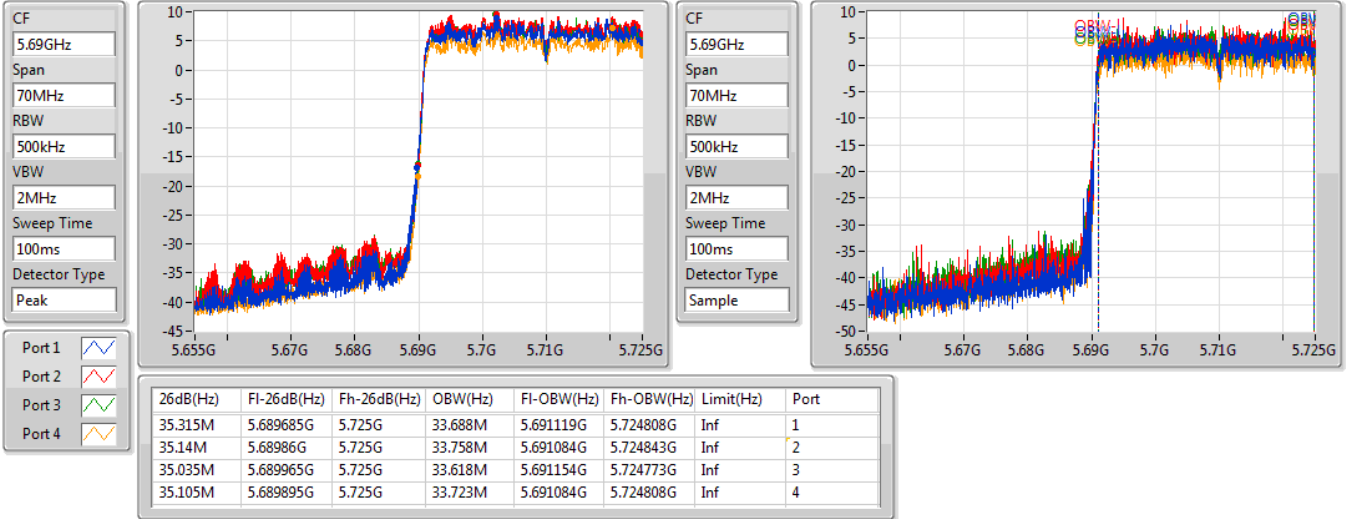 CF
5.69GHz
Span
70MHz
RBW
500kHz
VBW
2MHz
Sweep Time
100ms
Detector Type
Peak
10
5
0
-5
-10
-15
-20
-25
-30
-35
-40
-45
5.655G 5.67G 5.68G 5.69G 5.7G 5.71G 5.725G
CF
5.69GHz
Span
70MHz
RBW
500kHz
VBW
2MHz
Sweep Time
100ms
Detector Type
Sample
10
5
0
-5
-10
-15
-20
-25
-30
-35
-40
-45
-50
OBW
5.655G 5.67G 5.68G 5.69G 5.7G 5.71G 5.725G
Port 1
Port 2
Port 3
Port 4
26dB(Hz) Fl-26dB(Hz) Fh-26dB(Hz) OBW(Hz) Fl-OBW(Hz) Fh-OBW(Hz) Limit(Hz) Port
35.315M 5.689685G 5.725G 33.688M 5.691119G 5.724808G Inf 1
35.14M 5.68986G 5.725G 33.758M 5.691084G 5.724843G Inf 2
35.035M 5.689965G 5.725G 33.618M 5.691154G 5.724773G Inf 3
35.105M 5.689895G 5.725G 33.723M 5.691084G 5.724808G Inf 4